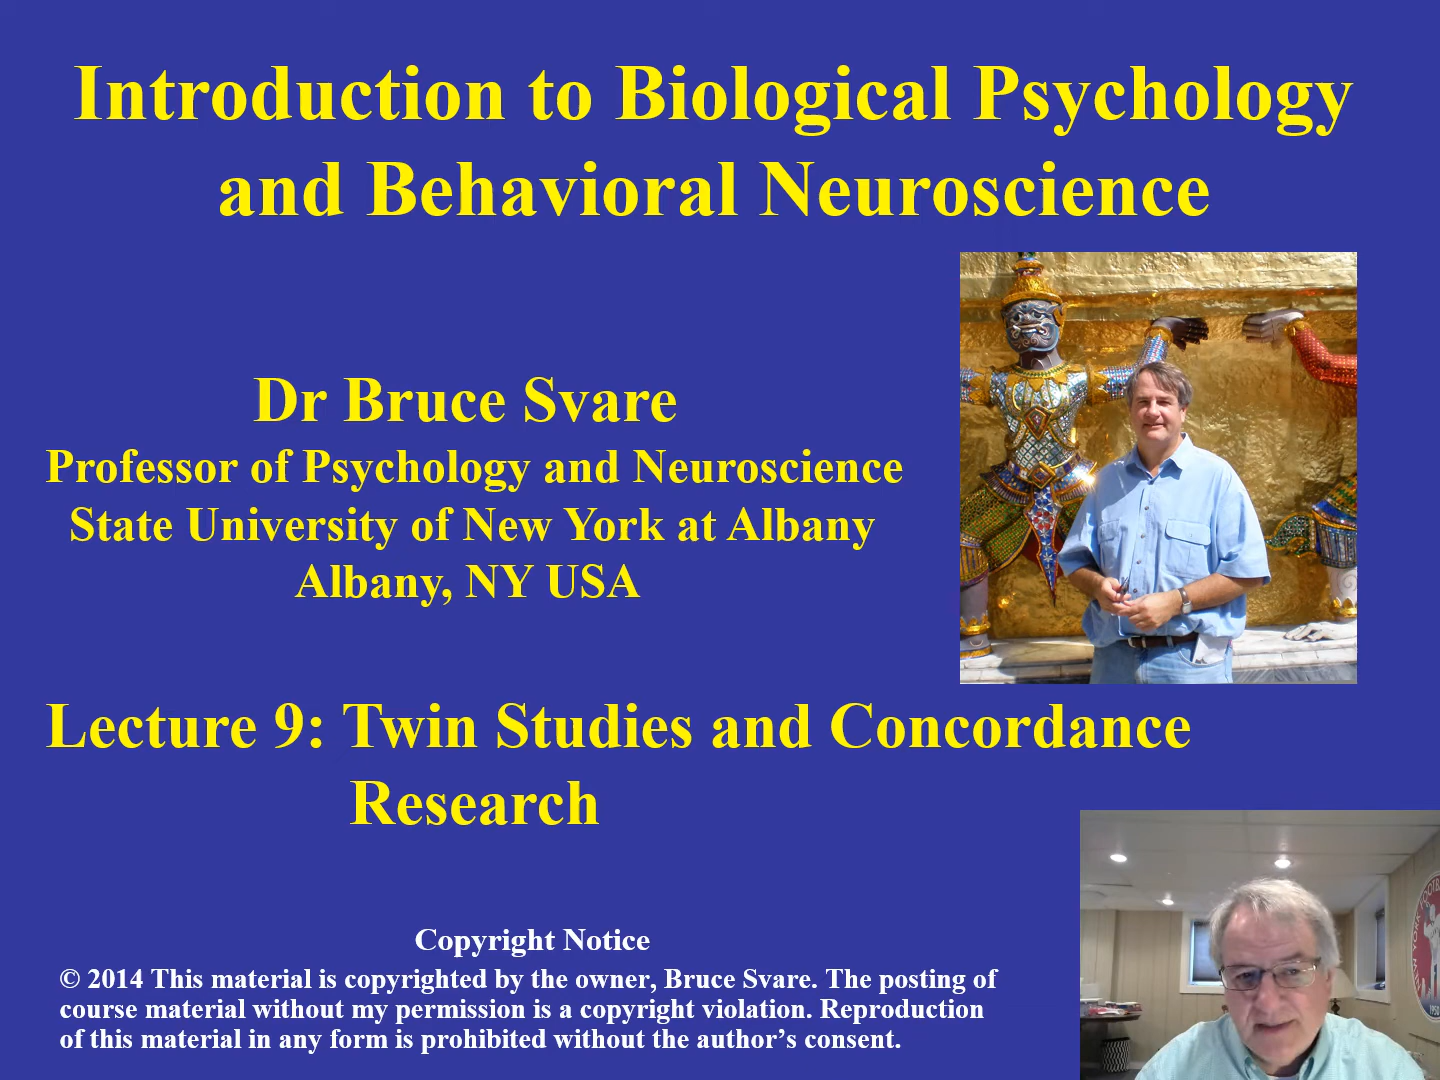 Introduction to Biological Psychology
and Behavioral Neuroscience
Dr Bruce Svare
Professor of Psychology and Neuroscience
State University of New York at Albany
Albany, NY USA
Lecture 9: Twin Studies and Concordance
Research
Copyright Notice
© 2014 This material is copyrighted by the owner, Bruce Svare. The posting of
course material without my permission is a copyright violation. Reproduction
of this material in any form is prohibited without the author’s consent.